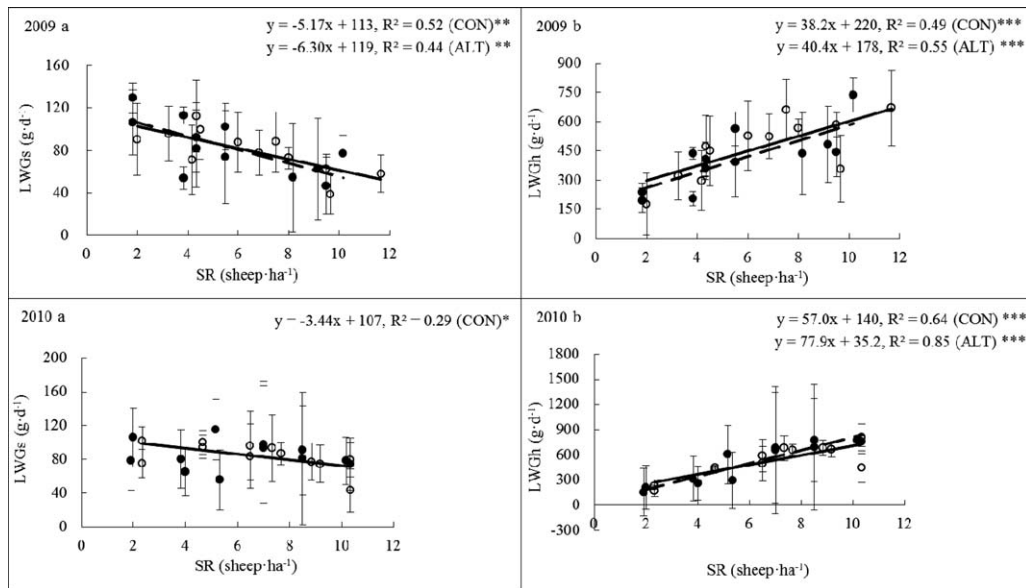 2009 a
y = -5.17x + 113, R² = 0.52 (CON)**
y = -6.30x + 119, R² = 0.44 (ALT) **
160
120
80
40
0
LWGs (g·d⁻¹)
0 2 4 6 8 10 12
SR (sheep·ha⁻¹)
2009 b
y = 38.2x + 220, R² = 0.49 (CON)***
y = 40.4x + 178, R² = 0.55 (ALT) ***
900
750
600
450
300
150
0
LWGh (g·d⁻¹)
0 2 4 6 8 10 12
SR (sheep·ha⁻¹)
2010 a
y = -3.44x + 107, R² = 0.29 (CON)*
200
160
120
80
40
0
LWGs (g·d⁻¹)
0 2 4 6 8 10 12
SR (sheep·ha⁻¹)
2010 b
y = 57.0x + 140, R² = 0.64 (CON) ***
y = 77.9x + 35.2, R² = 0.85 (ALT) ***
1800
1500
1200
900
600
300
0
-300
LWGh (g·d⁻¹)
0 2 4 6 8 10 12
SR (sheep·ha⁻¹)